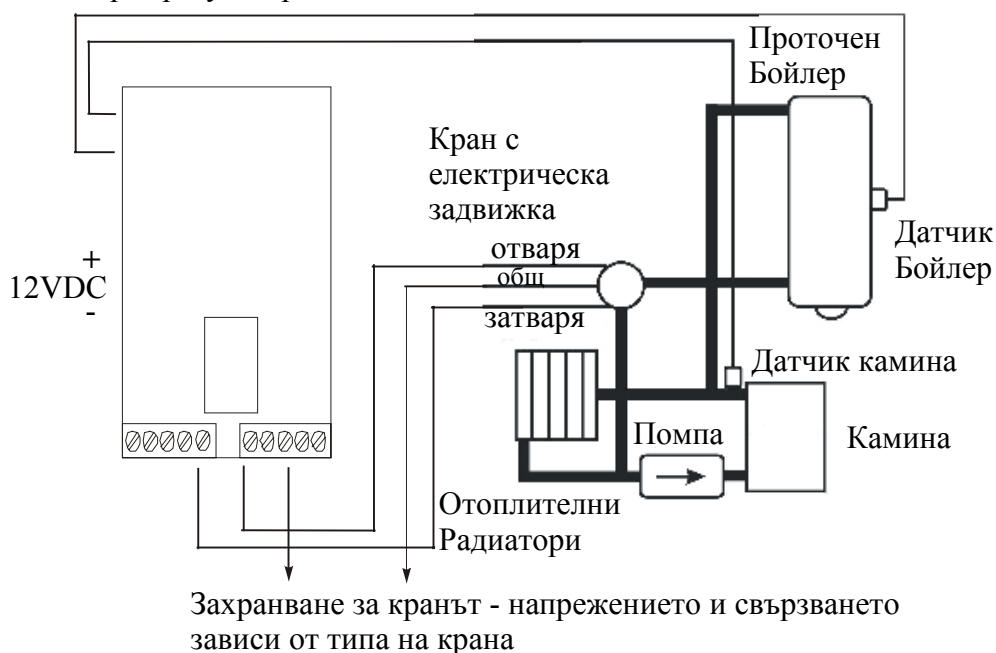 Проточен
Бойлер
Кран с
електрическа
задвижка
Датчик
Бойлер
+
12VDC
-
отваря
общ
затваря
Датчик камина
Помпа
Камина
Отоплителни
Радиатори
Захранване за кранът - напрежението и свързването
зависи от типа на крана